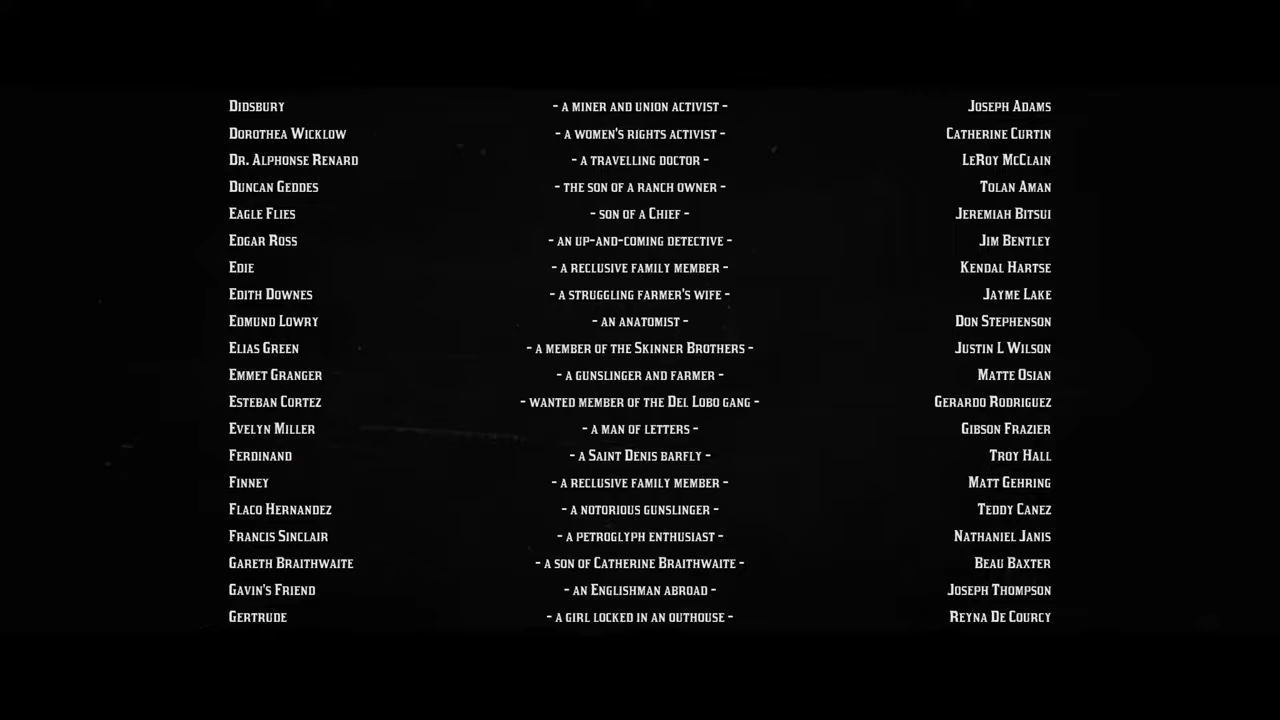 Didsbury - a miner and union activist - Joseph Adams
Dorothea Wicklow - a women's rights activist - Catherine Curtin
Dr. Alphonse Renard - a travelling doctor - LeRoy McClain
Duncan Geddes - the son of a ranch owner - Tolan Aman
Eagle Flies - son of a Chief - Jeremiah Bitsui
Edgar Ross - an up-and-coming detective - Jim Bentley
Edie - a reclusive family member - Kendal Hartse
Edith Downes - a struggling farmer's wife - Jayme Lake
Edmund Lowry - an anatomist - Don Stephenson
Elias Green - a member of the Skinner Brothers - Justin L Wilson
Emmet Granger - a gunslinger and farmer - Matte Osian
Esteban Cortez - wanted member of the Del Lobo gang - Gerardo Rodriguez
Evelyn Miller - a man of letters - Gibson Frazier
Ferdinand - a Saint Denis barfly - Troy Hall
Finney - a reclusive family member - Matt Gehring
Flaco Hernandez - a notorious gunslinger - Teddy Canez
Francis Sinclair - a petroglyph enthusiast - Nathaniel Janis
Gareth Braithwaite - a son of Catherine Braithwaite - Beau Baxter
Gavin's Friend - an Englishman abroad - Joseph Thompson
Gertrude - a girl locked in an outhouse - Reyna De Courcy